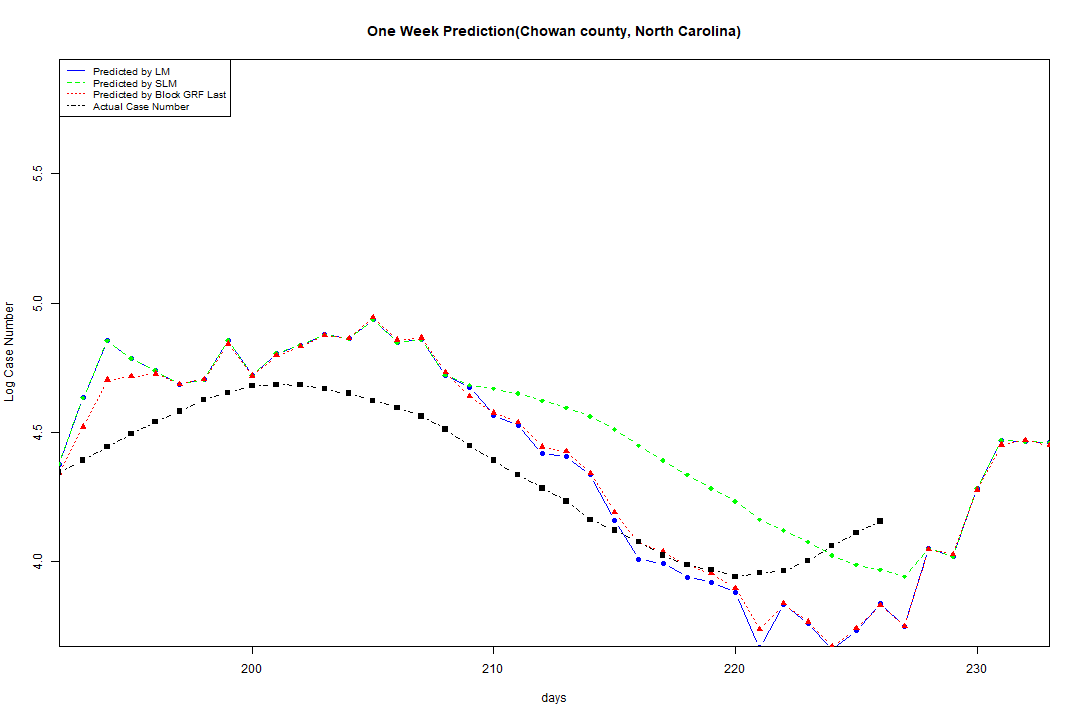 One Week Prediction(Chowan county, North Carolina)
Predicted by LM
Predicted by SLM
Predicted by Block GRF Last
Actual Case Number
5.5
5.0
4.5
4.0
Log Case Number
200 210 220 230
days